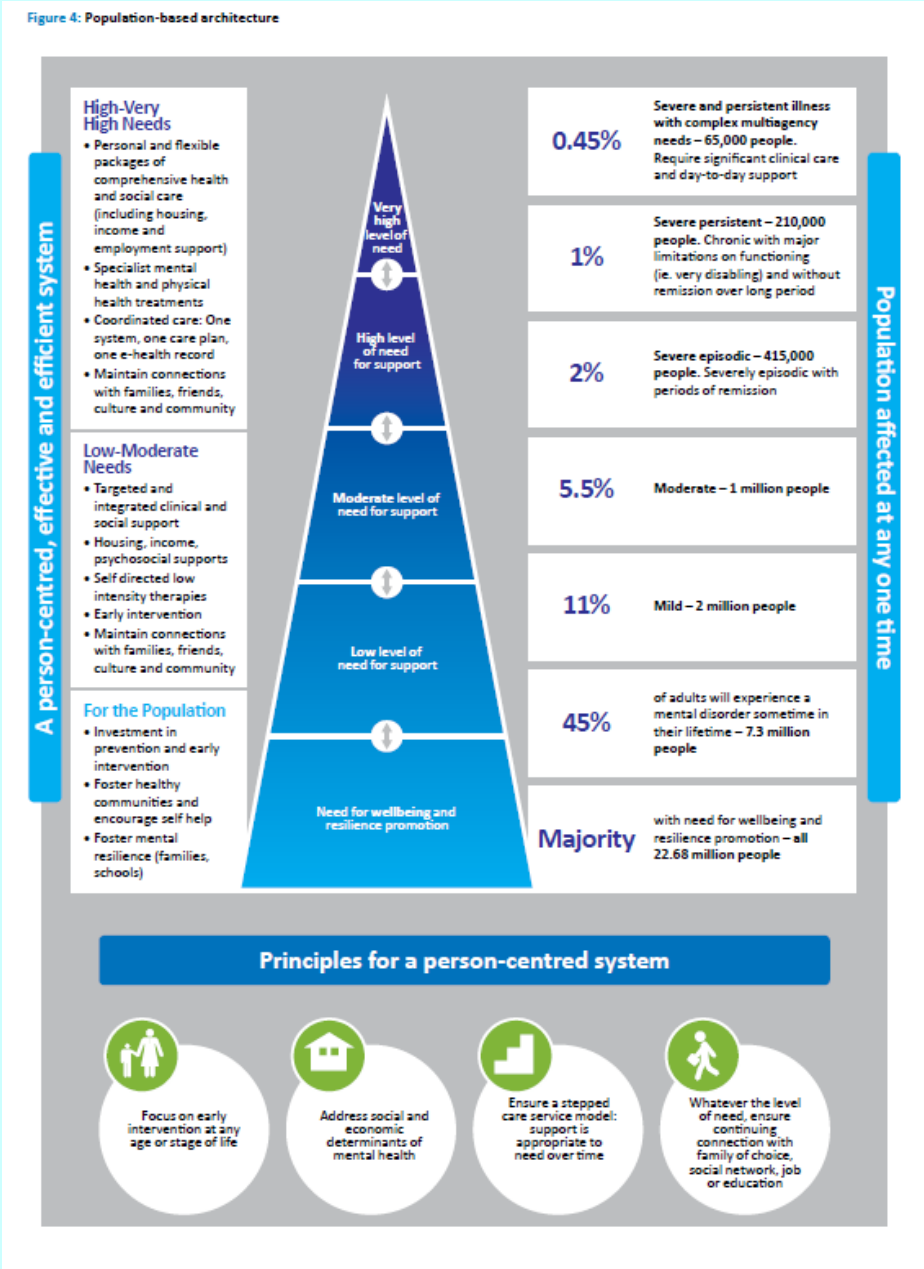 Figure 4: Population-based architecture
A person-centred, effective and efficient system
High-Very
High Needs
• Personal and flexible
packages of
comprehensive health
and social care
(including housing,
income and
employment support)
• Specialist mental
health and physical
health treatments
• Coordinated care: One
system, one care plan,
one e-health record
• Maintain connections
with families, friends,
culture and community
Low-Moderate
Needs
• Targeted and
integrated clinical and
social support
• Housing, income,
psychosocial supports
• Self directed low
intensity therapies
• Early intervention
• Maintain connections
with families, friends,
culture and community
For the Population
• Investment in
prevention and early
intervention
• Foster healthy
communities and
encourage self help
• Foster mental
resilience (families,
schools)
Very
high
level of
need
High level
of need
for support
Moderate level of
need for support
Low level of
need for support
Need for wellbeing and
resilience promotion
0.45%
Severe and persistent illness
with complex multiagency
needs – 65,000 people.
Require significant clinical care
and day-to-day support
1%
Severe persistent – 210,000
people. Chronic with major
limitations on functioning
(ie. very disabling) and without
remission over long period
2%
Severe episodic – 415,000
people. Severely episodic with
periods of remission
5.5%
Moderate – 1 million people
11%
Mild – 2 million people
45%
of adults will experience a
mental disorder sometime in
their lifetime – 7.3 million
people
Majority
with need for wellbeing and
resilience promotion – all
22.68 million people
Population affected at any one time
Principles for a person-centred system
Focus on early
intervention at any
age or stage of life
Address social and
economic
determinants of
mental health
Ensure a stepped
care service model:
support is
appropriate to
need over time
Whatever the level
of need, ensure
continuing
connection with
family of choice,
social network, job
or education